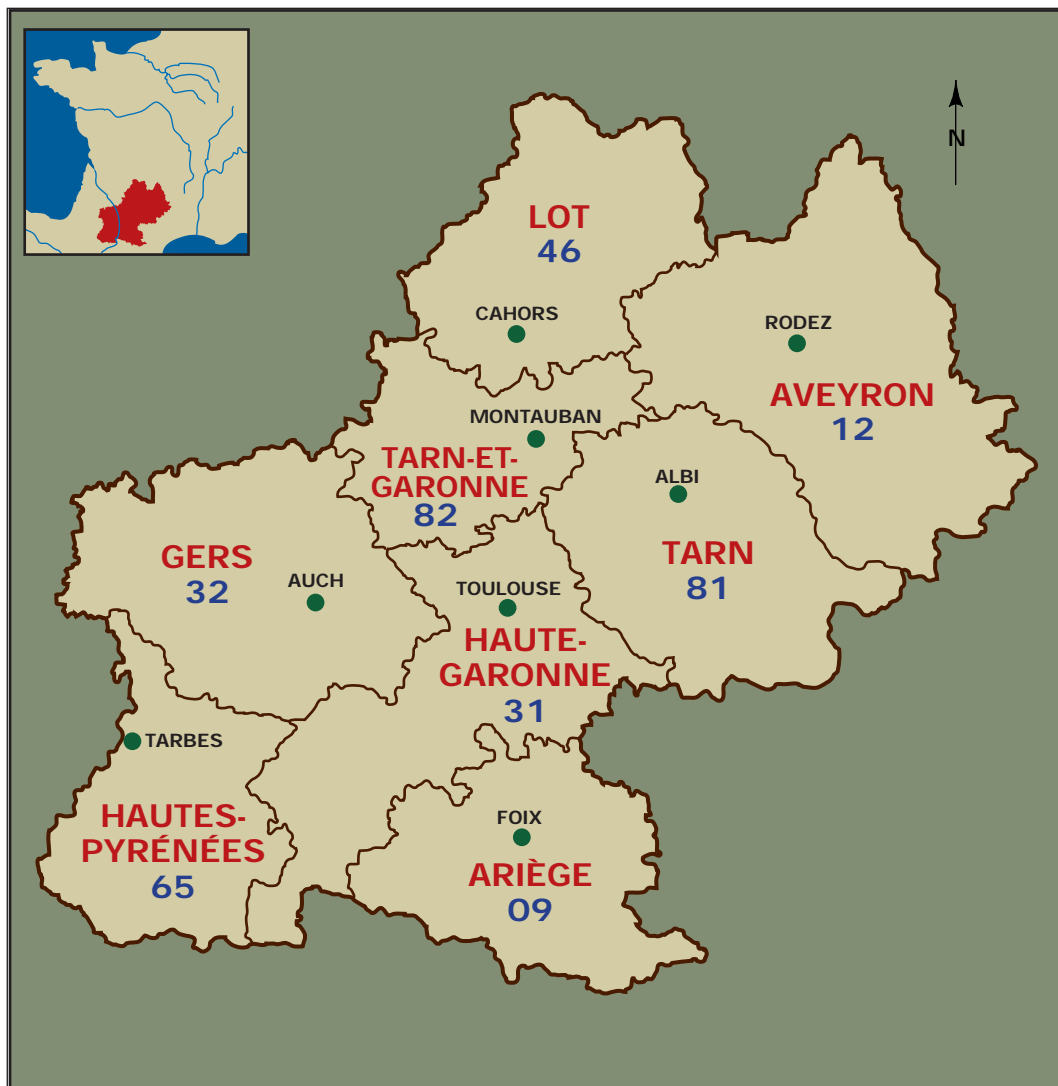 N
LOT
46
CAHORS
RODEZ
AVEYRON
12
MONTAUBAN
TARN-ET-
GARONNE
82
ALBI
TARN
81
GERS
32
AUCH
TOULOUSE
HAUTE-
GARONNE
31
TARBES
HAUTES-
PYRÉNÉES
65
FOIX
ARIÈGE
09